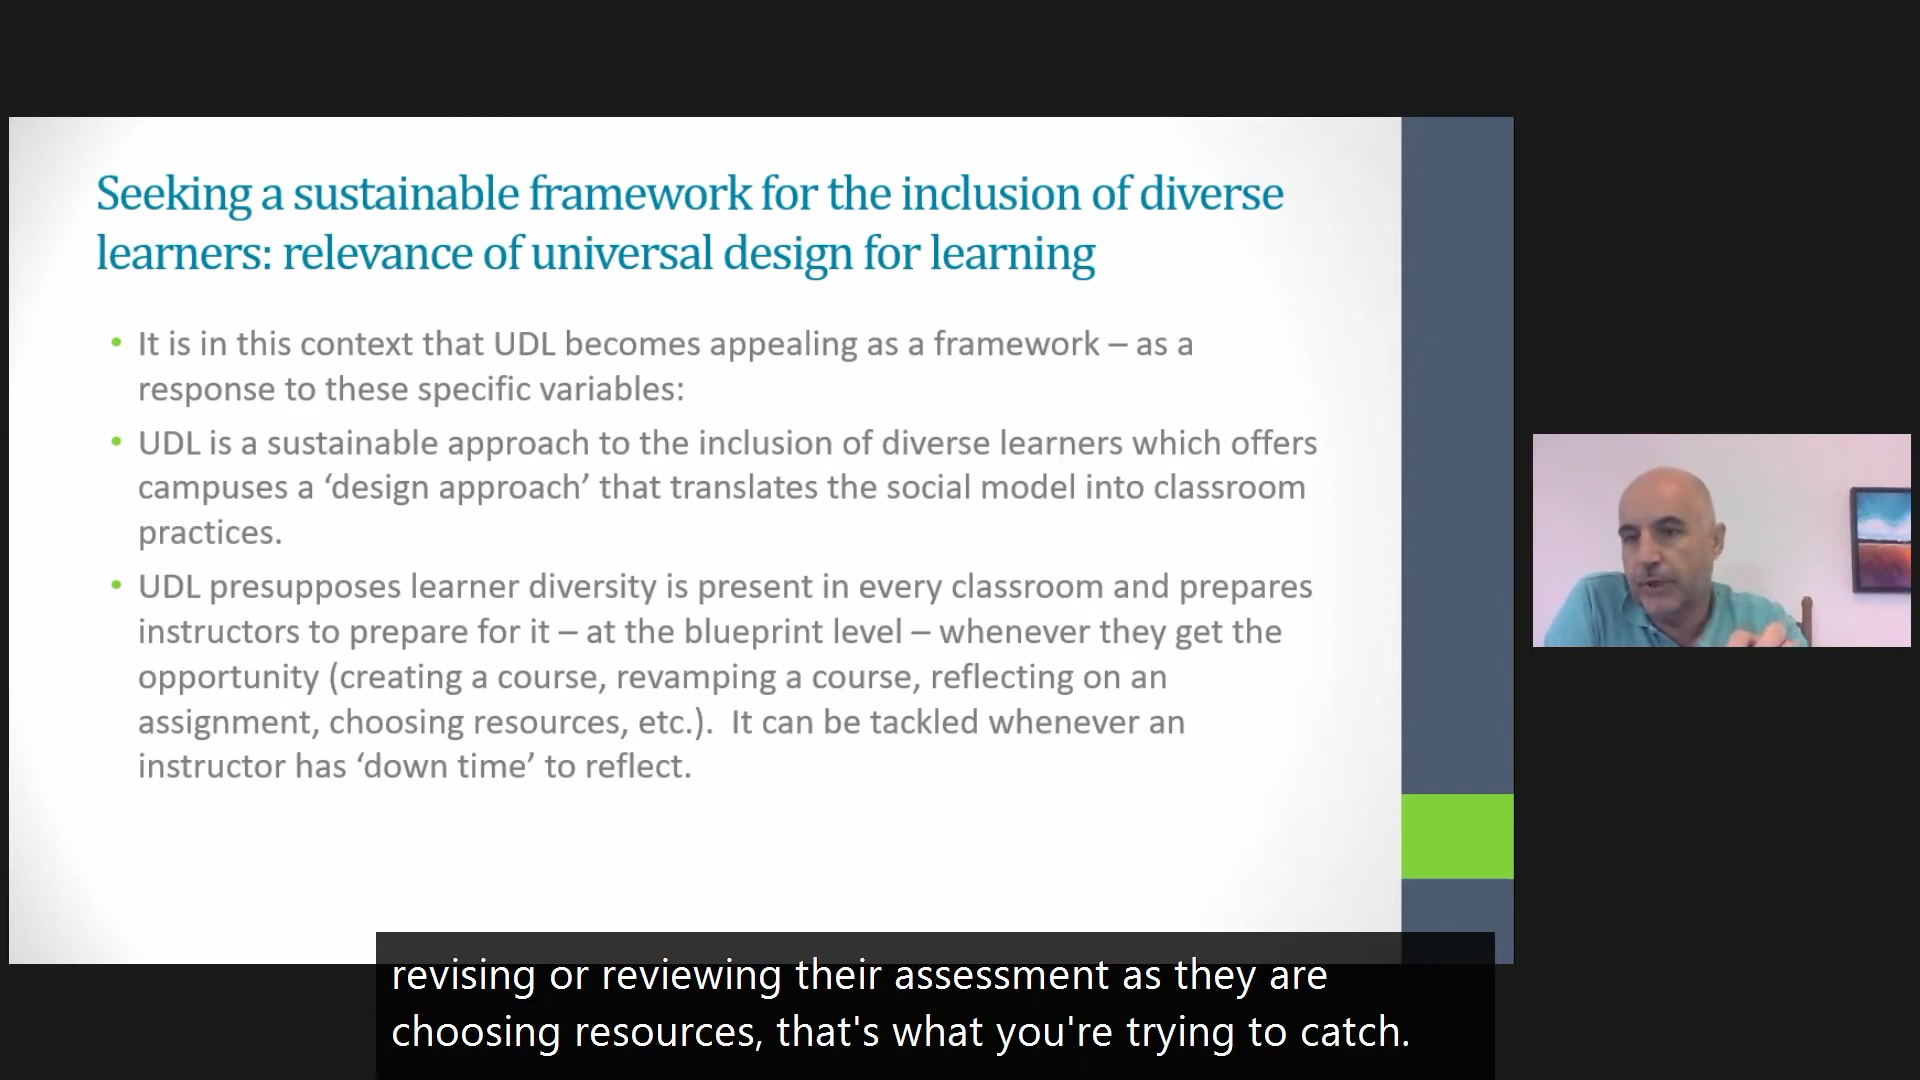 Seeking a sustainable framework for the inclusion of diverse
learners: relevance of universal design for learning
• It is in this context that UDL becomes appealing as a framework – as a
response to these specific variables:
• UDL is a sustainable approach to the inclusion of diverse learners which offers
campuses a ‘design approach’ that translates the social model into classroom
practices.
• UDL presupposes learner diversity is present in every classroom and prepares
instructors to prepare for it – at the blueprint level – whenever they get the
opportunity (creating a course, revamping a course, reflecting on an
assignment, choosing resources, etc.).  It can be tackled whenever an
instructor has ‘down time’ to reflect.
revising or reviewing their assessment as they are
choosing resources, that's what you're trying to catch.